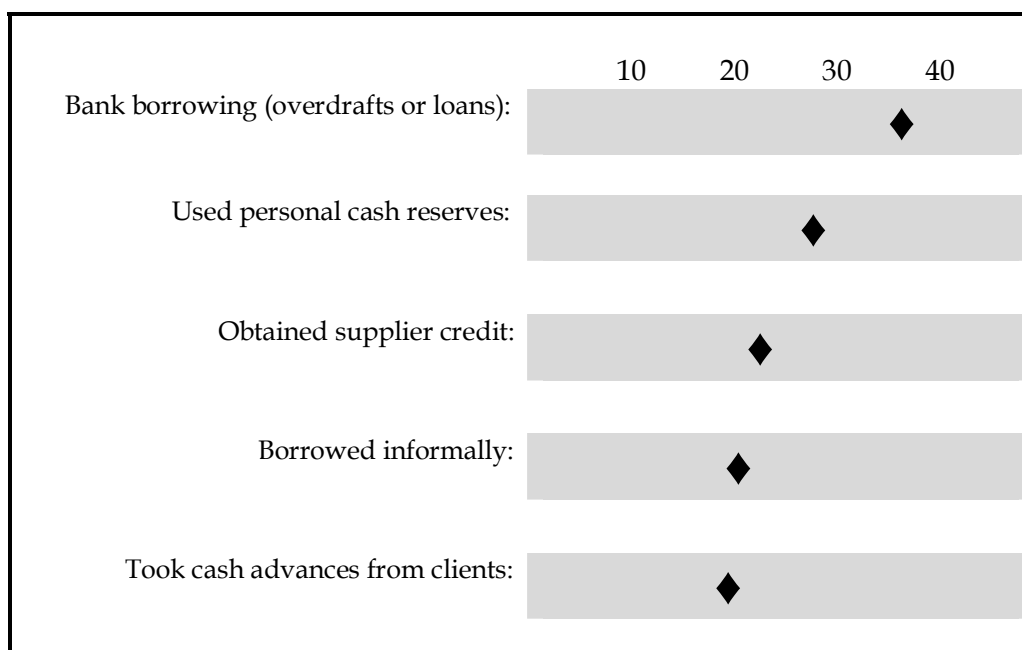 10 20 30 40
Bank borrowing (overdrafts or loans):
Used personal cash reserves:
Obtained supplier credit:
Borrowed informally:
Took cash advances from clients: